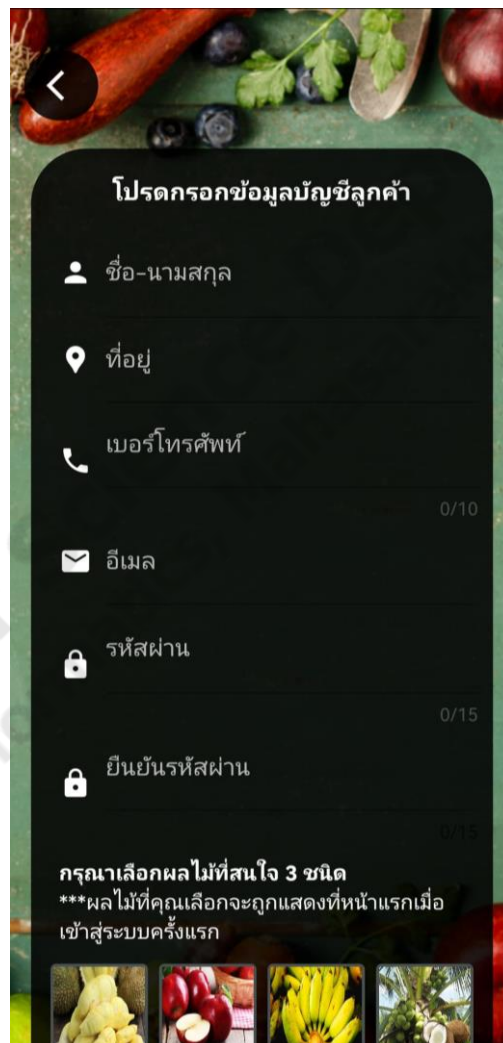 โปรดกรอกข้อมูลบัญชีลูกค้า
ชื่อ-นามสกุล
ที่อยู่
เบอร์โทรศัพท์
0/10
อีเมล
รหัสผ่าน
0/15
ยืนยันรหัสผ่าน
0/15
กรุณาเลือกผลไม้ที่สนใจ 3 ชนิด
***ผลไม้ที่คุณเลือกจะถูกแสดงที่หน้าแรกเมื่อ
เข้าสู่ระบบครั้งแรก